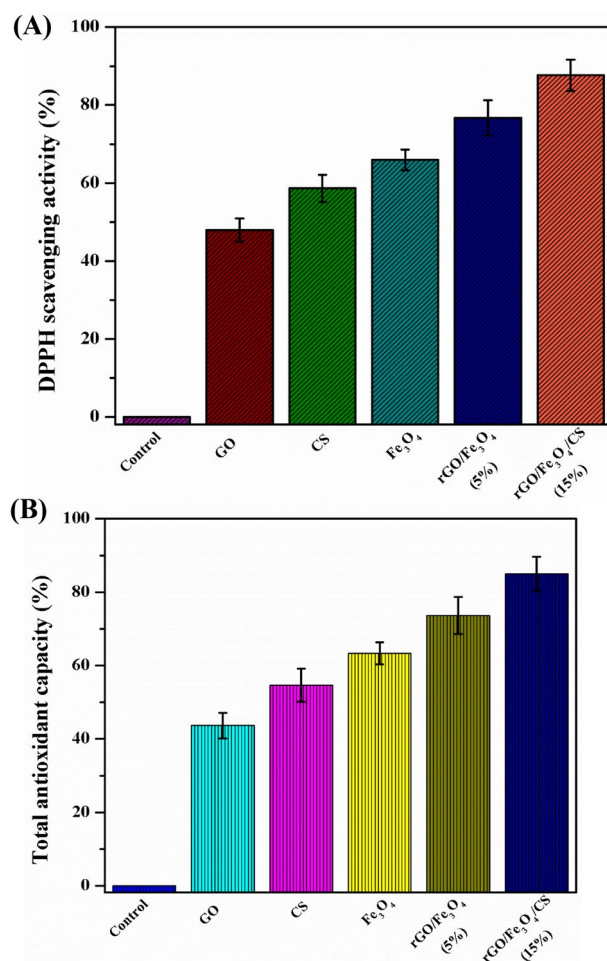 (A)
DPPH scavenging activity (%)
100
80
60
40
20
0
Control
GO
CS
Fe₃O₄
rGO/Fe₃O₄
(5%)
rGO/Fe₃O₄/CS
(15%)
(B)
Total antioxidant capacity (%)
100
80
60
40
20
0
Control
GO
CS
Fe₃O₄
rGO/Fe₃O₄
(5%)
rGO/Fe₃O₄/CS
(15%)